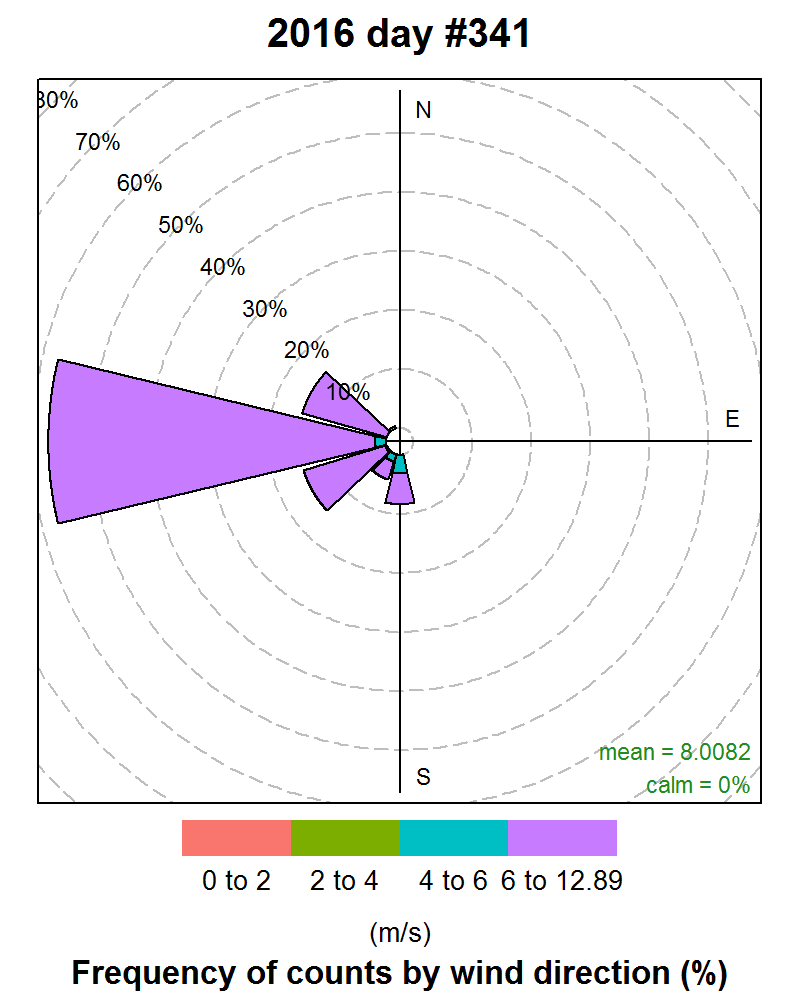 2016 day #341
80%
N
70%
60%
50%
40%
30%
20%
10%
E
mean = 8.0082
S
calm = 0%
0 to 2 2 to 4 4 to 6 6 to 12.89
(m/s)
Frequency of counts by wind direction (%)